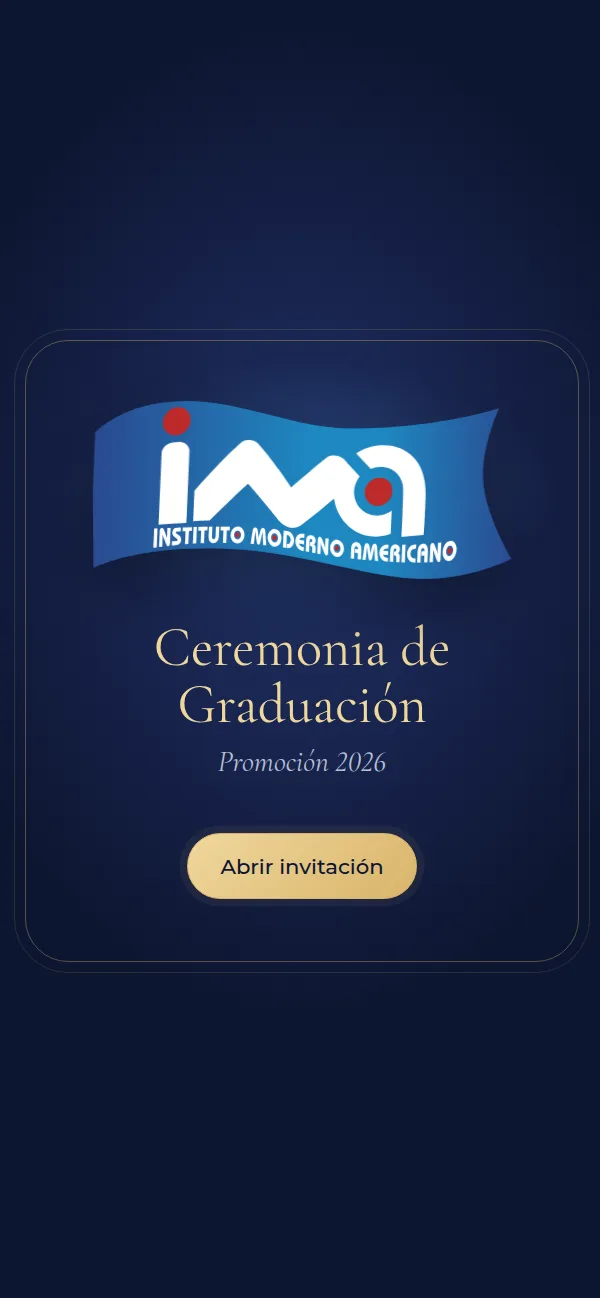 ima
INSTITUTO MODERNO AMERICANO
Ceremonia de
Graduación
Promoción 2026
Abrir invitación